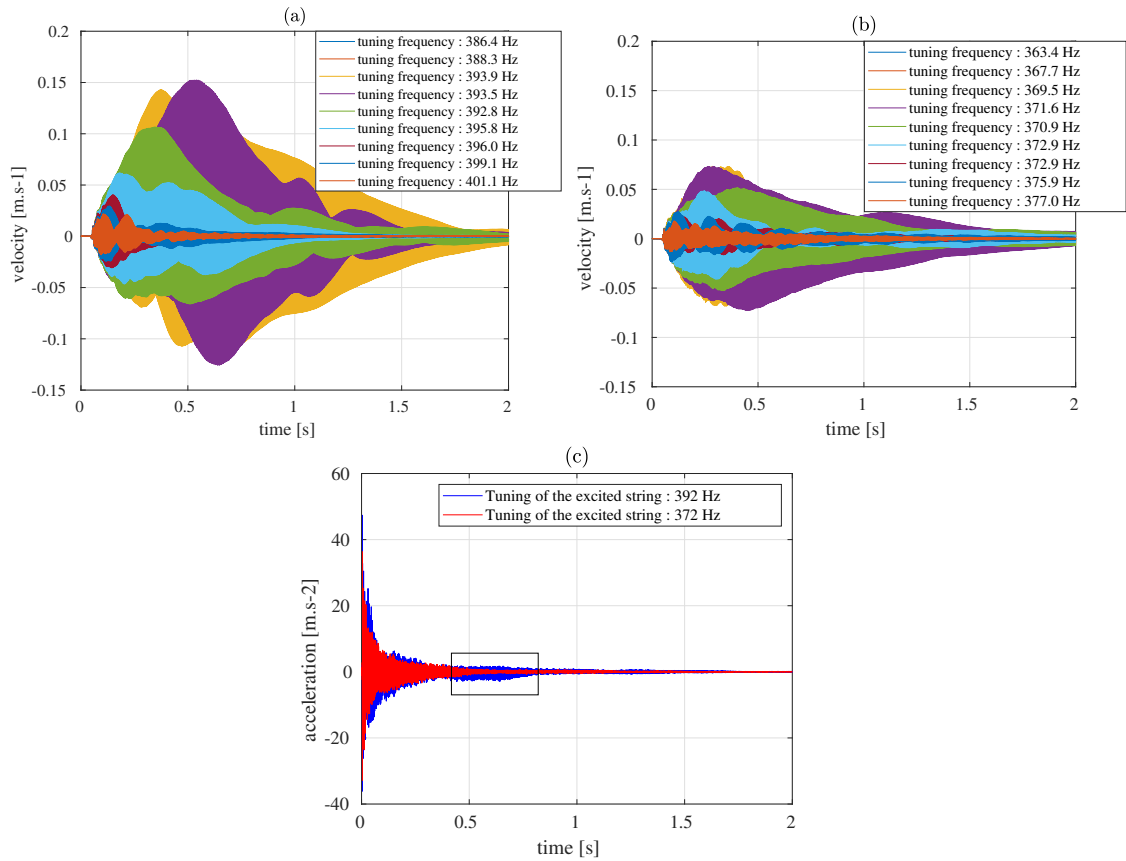 (a)
0.2
0.15
0.1
0.05
0
-0.05
-0.1
-0.15
velocity [m.s-1]
tuning frequency : 386.4 Hz
tuning frequency : 388.3 Hz
tuning frequency : 393.9 Hz
tuning frequency : 393.5 Hz
tuning frequency : 392.8 Hz
tuning frequency : 395.8 Hz
tuning frequency : 396.0 Hz
tuning frequency : 399.1 Hz
tuning frequency : 401.1 Hz
0 0.5 1 1.5 2
time [s]
(b)
0.2
0.15
0.1
0.05
0
-0.05
-0.1
-0.15
velocity [m.s-1]
tuning frequency : 363.4 Hz
tuning frequency : 367.7 Hz
tuning frequency : 369.5 Hz
tuning frequency : 371.6 Hz
tuning frequency : 370.9 Hz
tuning frequency : 372.9 Hz
tuning frequency : 372.9 Hz
tuning frequency : 375.9 Hz
tuning frequency : 377.0 Hz
0 0.5 1 1.5 2
time [s]
(c)
60
40
20
0
-20
-40
acceleration [m.s-2]
Tuning of the excited string : 392 Hz
Tuning of the excited string : 372 Hz
0 0.5 1 1.5 2
time [s]